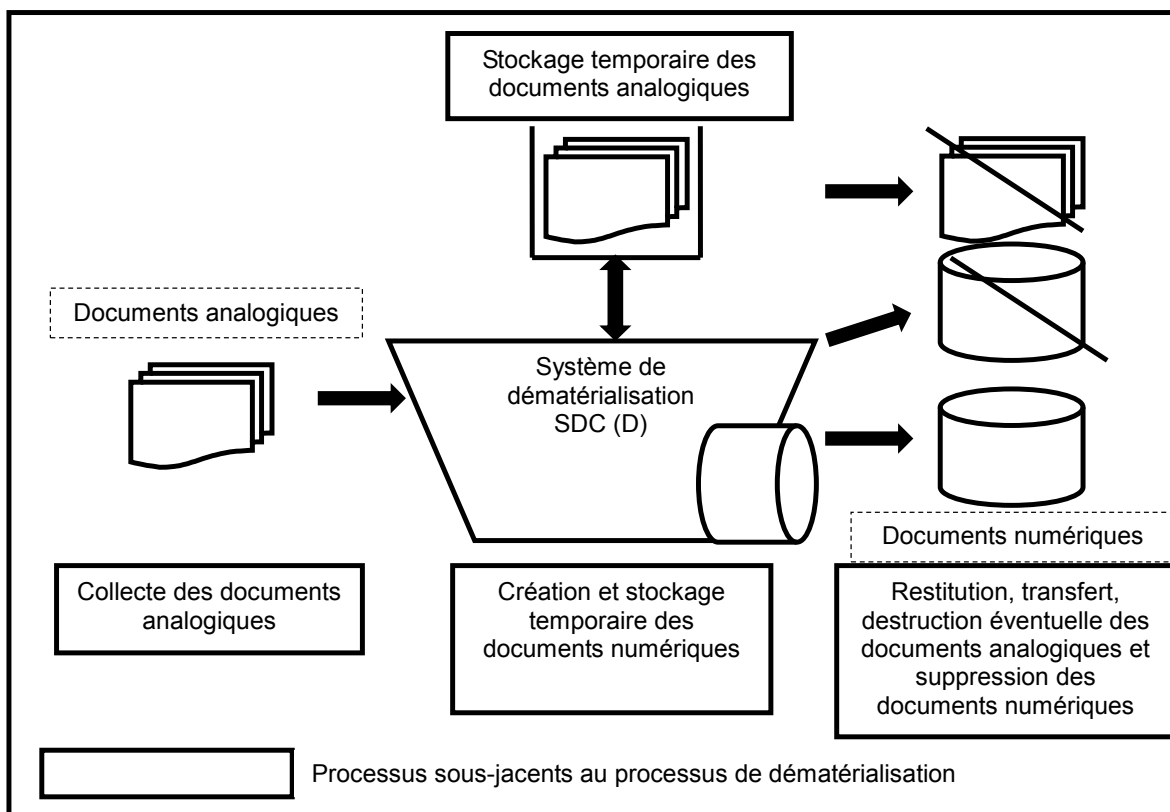 Stockage temporaire des
documents analogiques
Documents analogiques
Système de
dématérialisation
SDC (D)
Documents numériques
Collecte des documents
analogiques
Création et stockage
temporaire des
documents numériques
Restitution, transfert,
destruction éventuelle des
documents analogiques et
suppression des
documents numériques
Processus sous-jacents au processus de dématérialisation